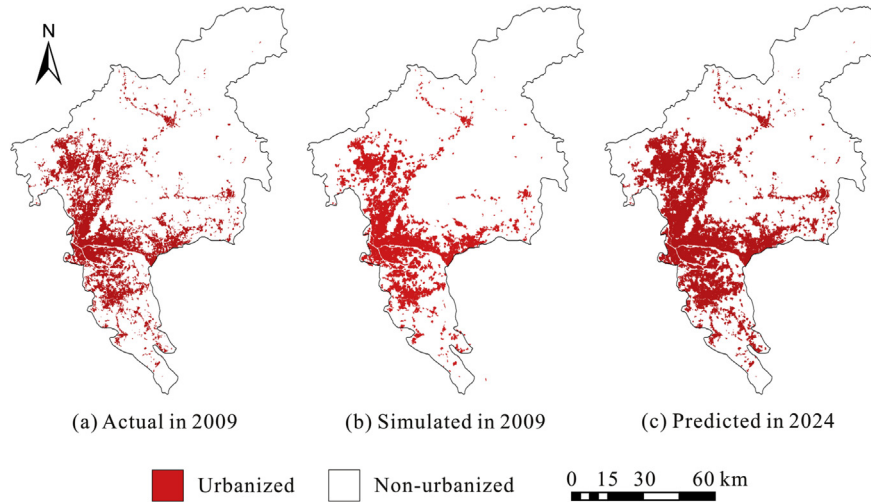 N
(a) Actual in 2009
(b) Simulated in 2009
(c) Predicted in 2024
Urbanized
Non-urbanized
0 15 30 60 km